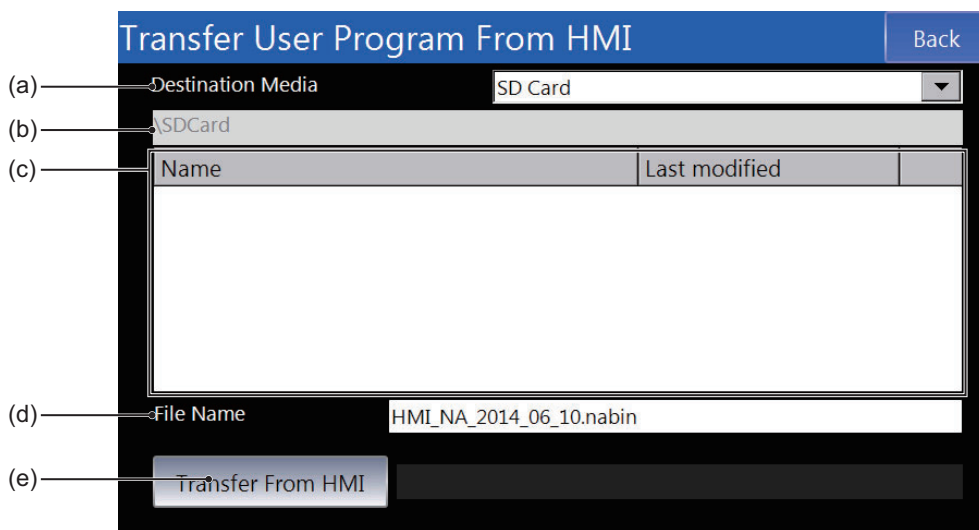 Transfer User Program From HMI Back
(a) Destination Media SD Card
(b) \SDCard
(c) Name Last modified
(d) File Name HMI_NA_2014_06_10.nabin
(e) Transfer From HMI